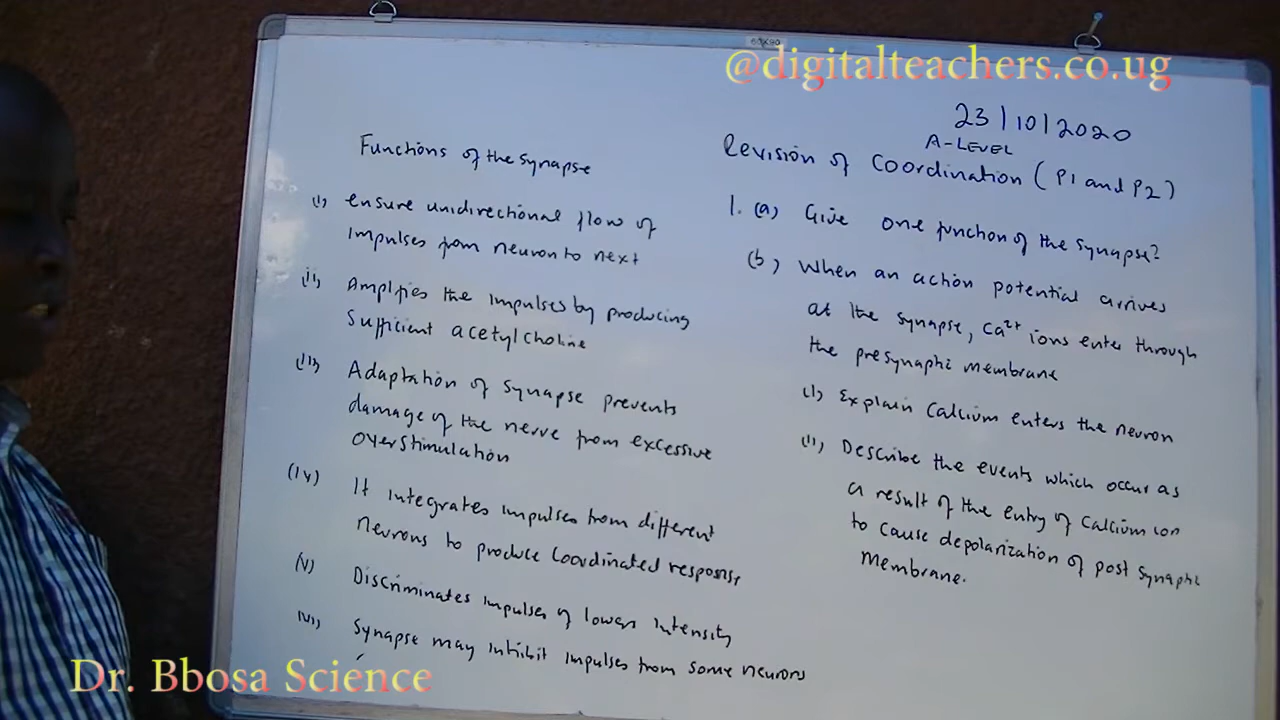 @digitalteachers.co.ug
23/10/2020
A-LEVEL
Revision of Coordination (P1 and P2)
1. (a) Give one function of the synapse?
(b) When an action potential arrives
at the synapse, Ca²⁺ ions enter through
the presynaptic membrane
(i) Explain calcium enters the neuron
(ii) Describe the events which occur as
a result of the entry of calcium ion
to cause depolarization of post synaptic
membrane.
Functions of the synapse
(i) ensure unidirectional flow of
impulses from neuron to next
(ii) Amplifies the impulses by producing
sufficient acetylcholine
(iii) Adaptation of synapse prevents
damage of the nerve from excessive
overstimulation
(iv) It integrates impulses from different
neurons to produce coordinated response
(v) Discriminates impulses of lower intensity
(vi) Synapse may inhibit impulses from some neurons
Dr. Bbosa Science